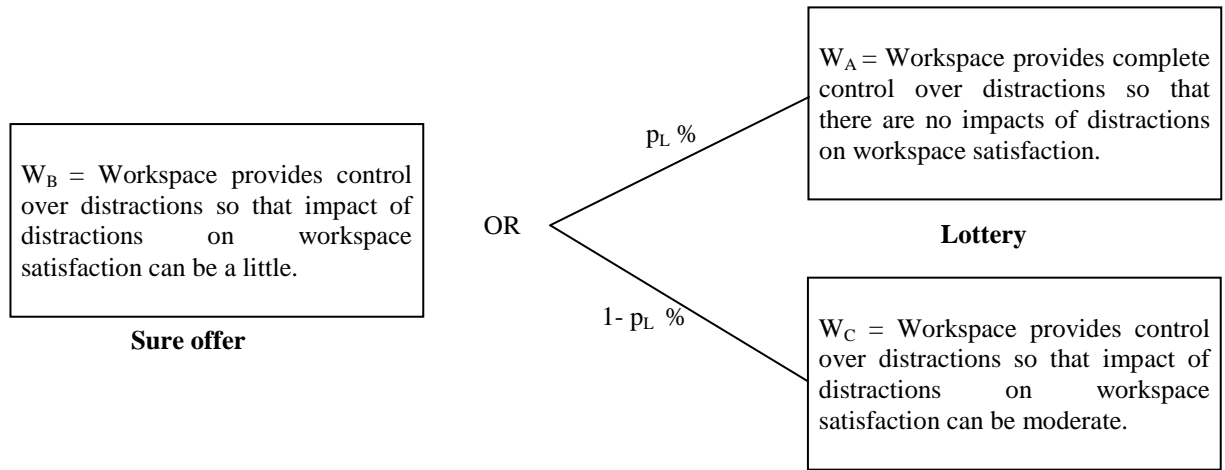 W_B = Workspace provides control
over distractions so that impact of
distractions on workspace
satisfaction can be a little.
Sure offer
OR
p_L %
1- p_L %
W_A = Workspace provides complete
control over distractions so that
there are no impacts of distractions
on workspace satisfaction.
Lottery
W_C = Workspace provides control
over distractions so that impact of
distractions on workspace
satisfaction can be moderate.